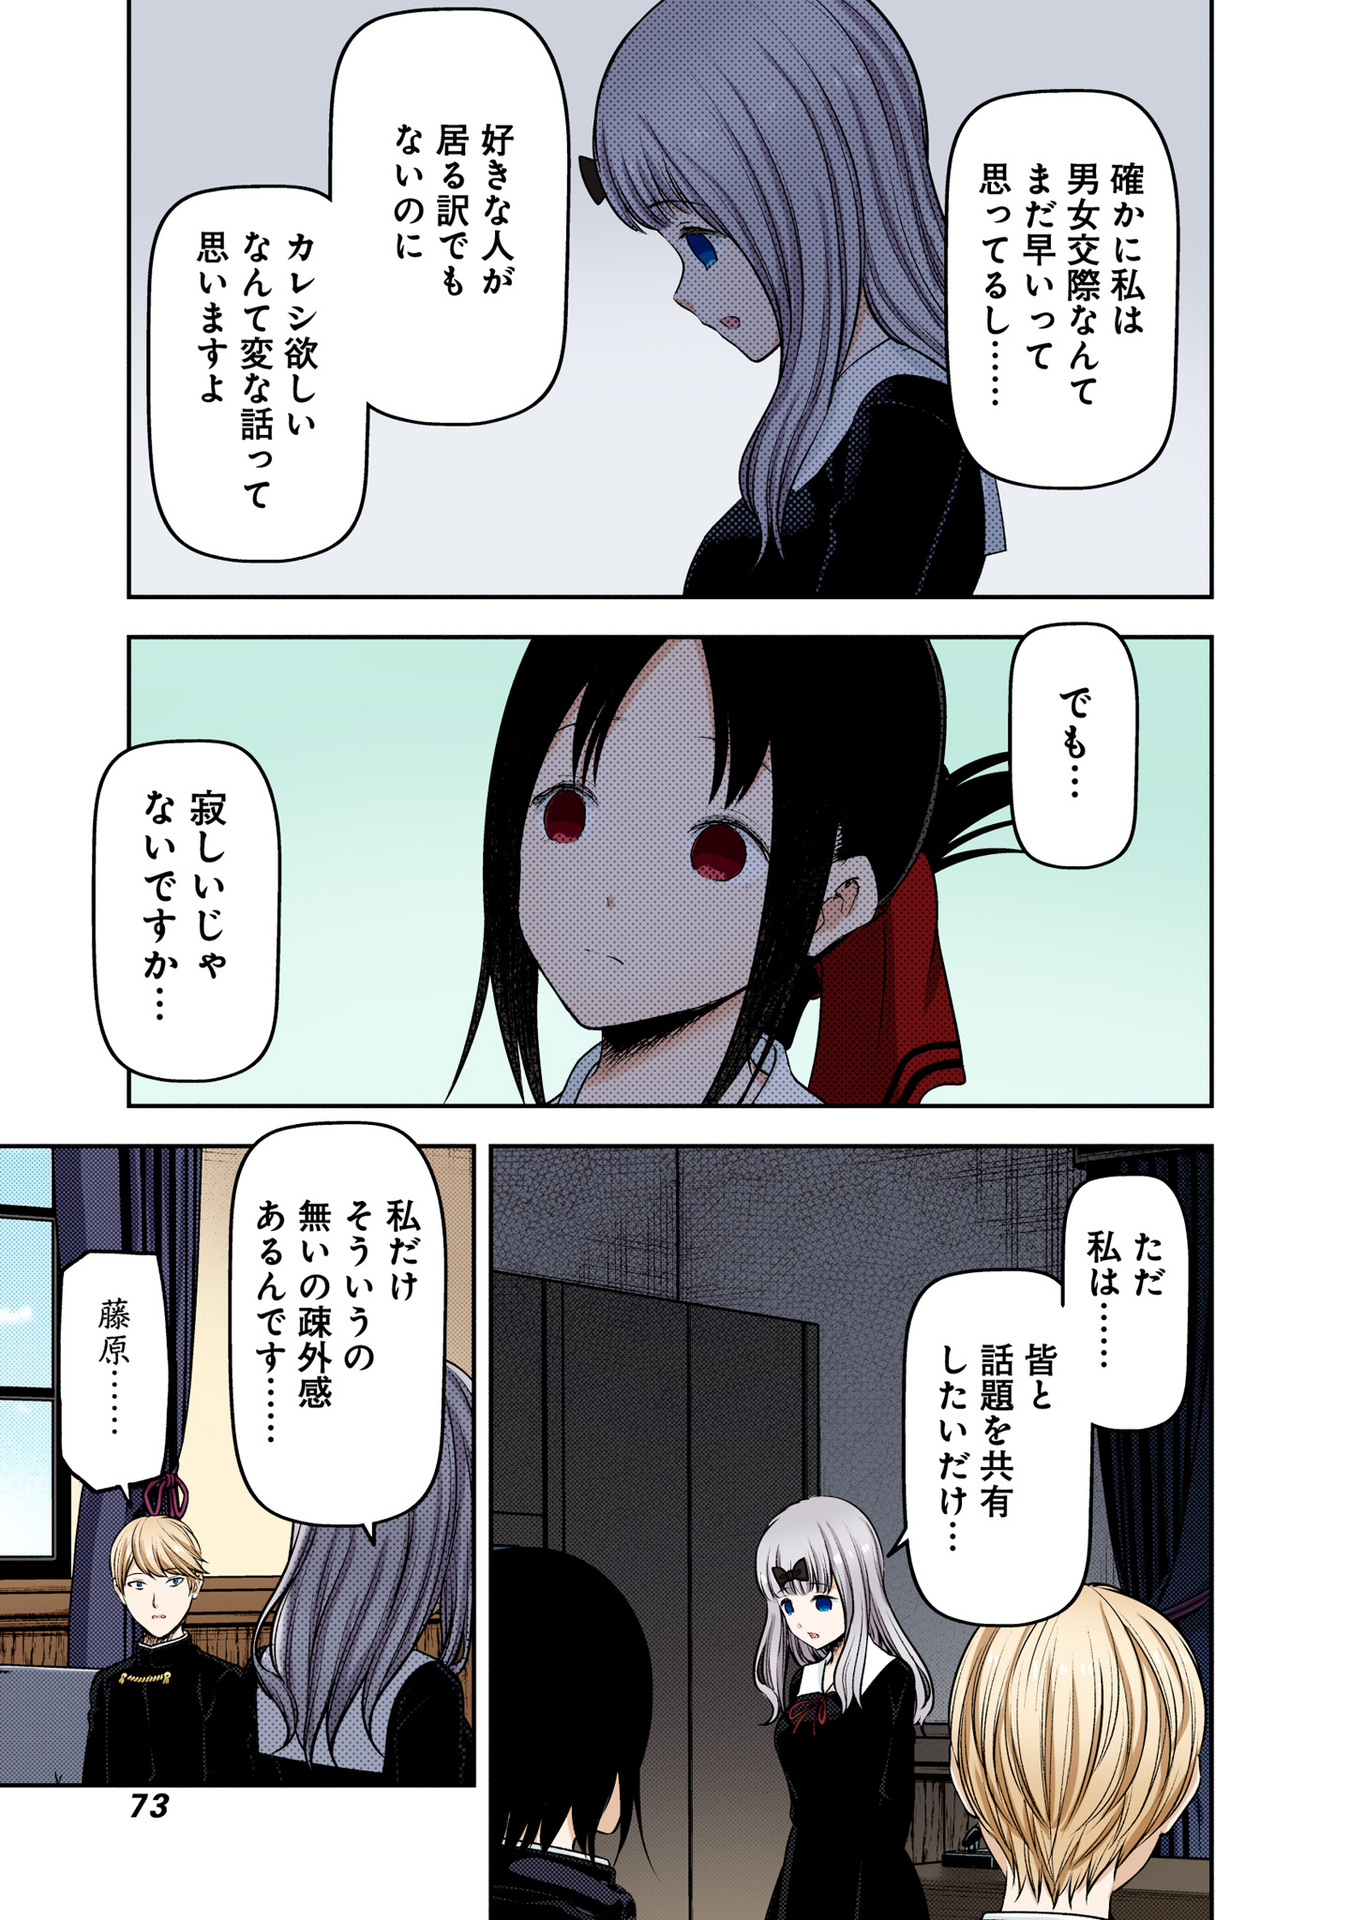 確かに私は
男女交際なんて
まだ早いって
思ってるし……
好きな人が
居る訳でも
ないのに
カレシ欲しい
なんて変な話って
思いますよ
でも…
寂しいじゃ
ないですか…
ただ
私は……
皆と
話題を共有
したいだけ…
私だけ
そういうの
無いの疎外感
あるんです……
藤原……
73